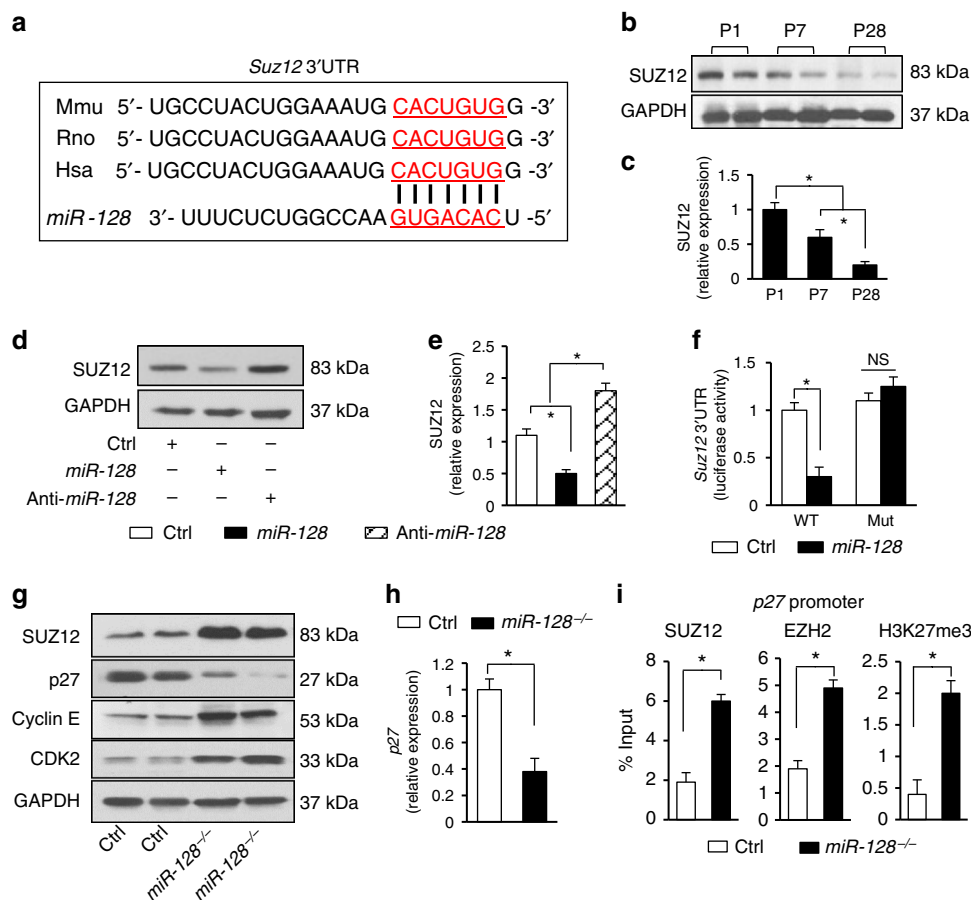 a
Suz12 3′UTR
Mmu 5′- UGCCUACUGGAAAUG CACUGUGG -3′
Rno 5′- UGCCUACUGGAAAUG CACUGUGG -3′
Hsa 5′- UGCCUACUGGAAAUG CACUGUGG -3′
miR-128 3′- UUUCUCUGGCCAA GUGACACU -5′
b
P1 P7 P28
SUZ12 83 kDa
GAPDH 37 kDa
c
SUZ12
(relative expression)
1.5
1
0.5
0
* *
P1 P7 P28
d
SUZ12 83 kDa
GAPDH 37 kDa
Ctrl + – –
miR-128 – + –
Anti-miR-128 – – +
e
SUZ12
(relative expression)
2.5
2
1.5
1
0.5
0
* *
Ctrl miR-128 Anti-miR-128
f
Suz12 3′UTR
(luciferase activity)
1.5
1
0.5
0
* NS
WT Mut
Ctrl miR-128
g
SUZ12 83 kDa
p27 27 kDa
Cyclin E 53 kDa
CDK2 33 kDa
GAPDH 37 kDa
Ctrl Ctrl miR-128–/– miR-128–/–
h
Ctrl miR-128–/–
p27
(relative expression)
1.2
1
0.8
0.6
0.4
0.2
0
*
i
p27 promoter
SUZ12 EZH2 H3K27me3
% Input
8
6
4
2
0
*
6
5
4
3
2
1
0
*
2.5
2
1.5
1
0.5
0
*
Ctrl miR-128–/–